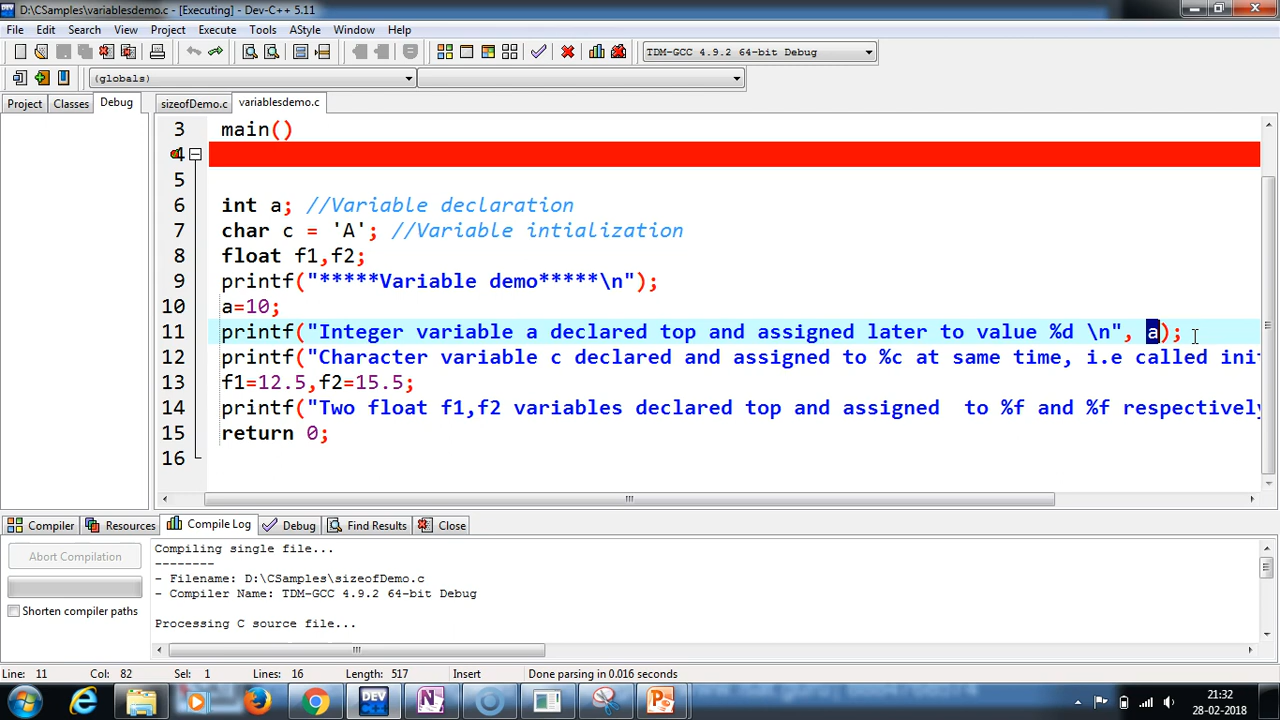 D:\CSamples\variablesdemo.c - [Executing] - Dev-C++ 5.11
File Edit Search View Project Execute Tools AStyle Window Help
TDM-GCC 4.9.2 64-bit Debug
(globals)
Project Classes Debug sizeofDemo.c variablesdemo.c
3 main()
4
5
6 int a; //Variable declaration
7 char c = 'A'; //Variable intialization
8 float f1,f2;
9 printf("*****Variable demo*****\n");
10 a=10;
11 printf("Integer variable a declared top and assigned later to value %d \n", a);
12 printf("Character variable c declared and assigned to %c at same time, i.e called init
13 f1=12.5,f2=15.5;
14 printf("Two float f1,f2 variables declared top and assigned  to %f and %f respectively
15 return 0;
16
Compiler Resources Compile Log Debug Find Results Close
Abort Compilation
Shorten compiler paths
Compiling single file...
--------
- Filename: D:\CSamples\sizeofDemo.c
- Compiler Name: TDM-GCC 4.9.2 64-bit Debug
Processing C source file...
Line: 11 Col: 82 Sel: 1 Lines: 16 Length: 517 Insert Done parsing in 0.016 seconds
DEV
21:32
28-02-2018